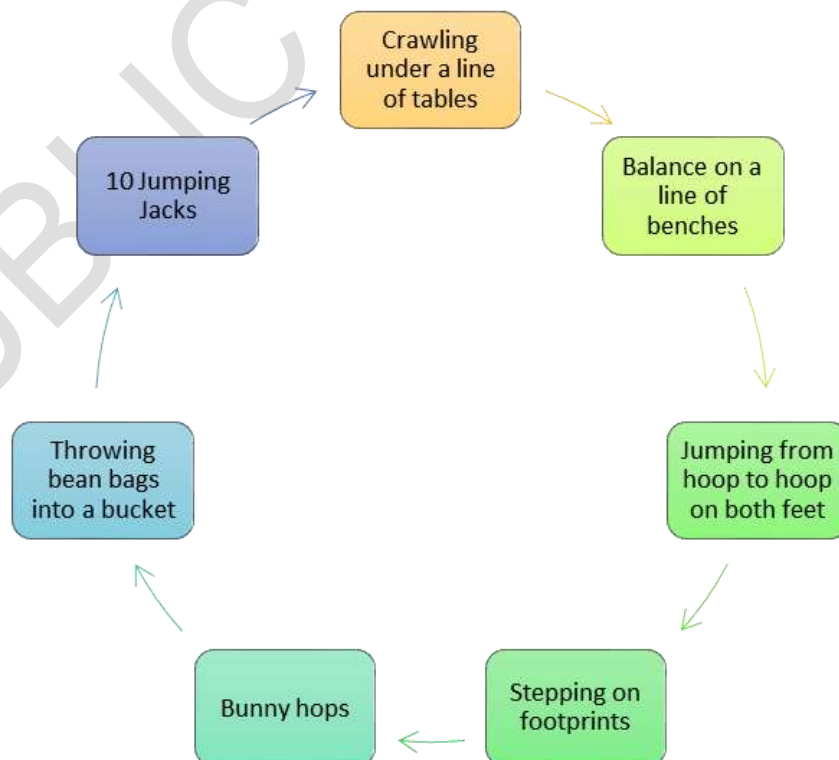 Crawling
under a line
of tables
Balance on a
line of
benches
Jumping from
hoop to hoop
on both feet
Stepping on
footprints
Bunny hops
Throwing
bean bags
into a bucket
10 Jumping
Jacks